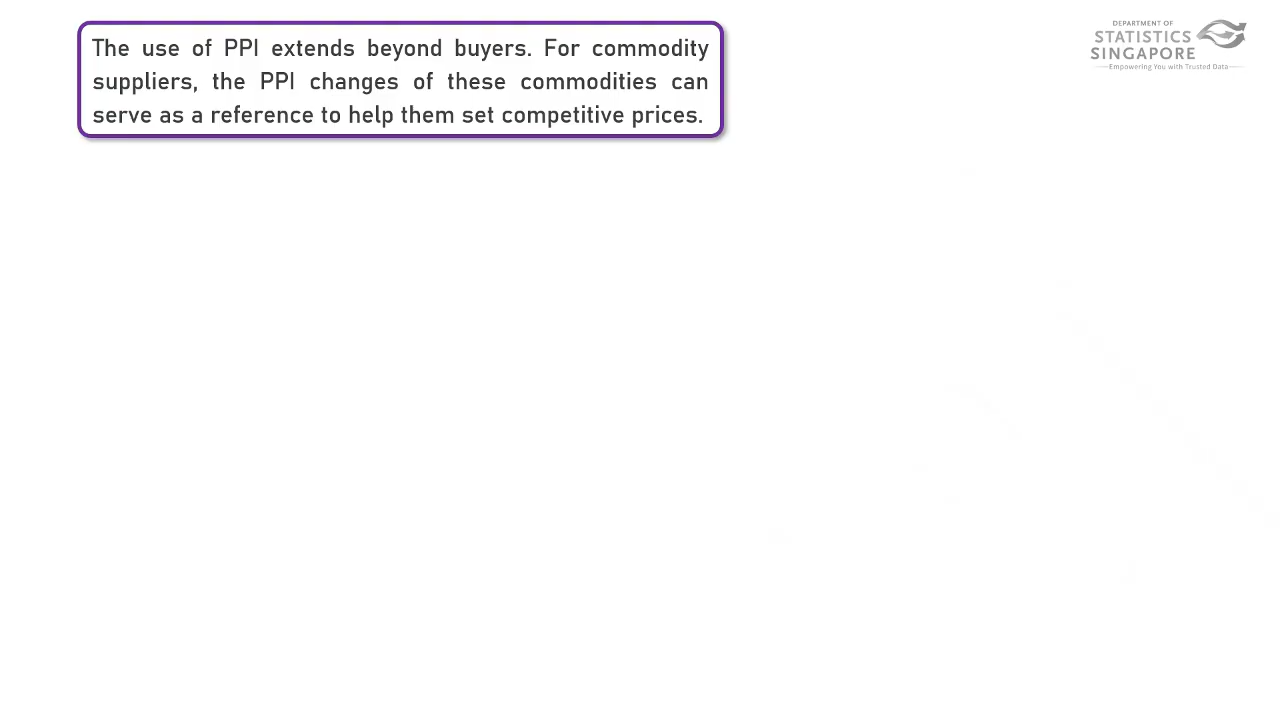 The use of PPI extends beyond buyers. For commodity
suppliers, the PPI changes of these commodities can
serve as a reference to help them set competitive prices.
DEPARTMENT OF
STATISTICS
SINGAPORE
Empowering You with Trusted Data